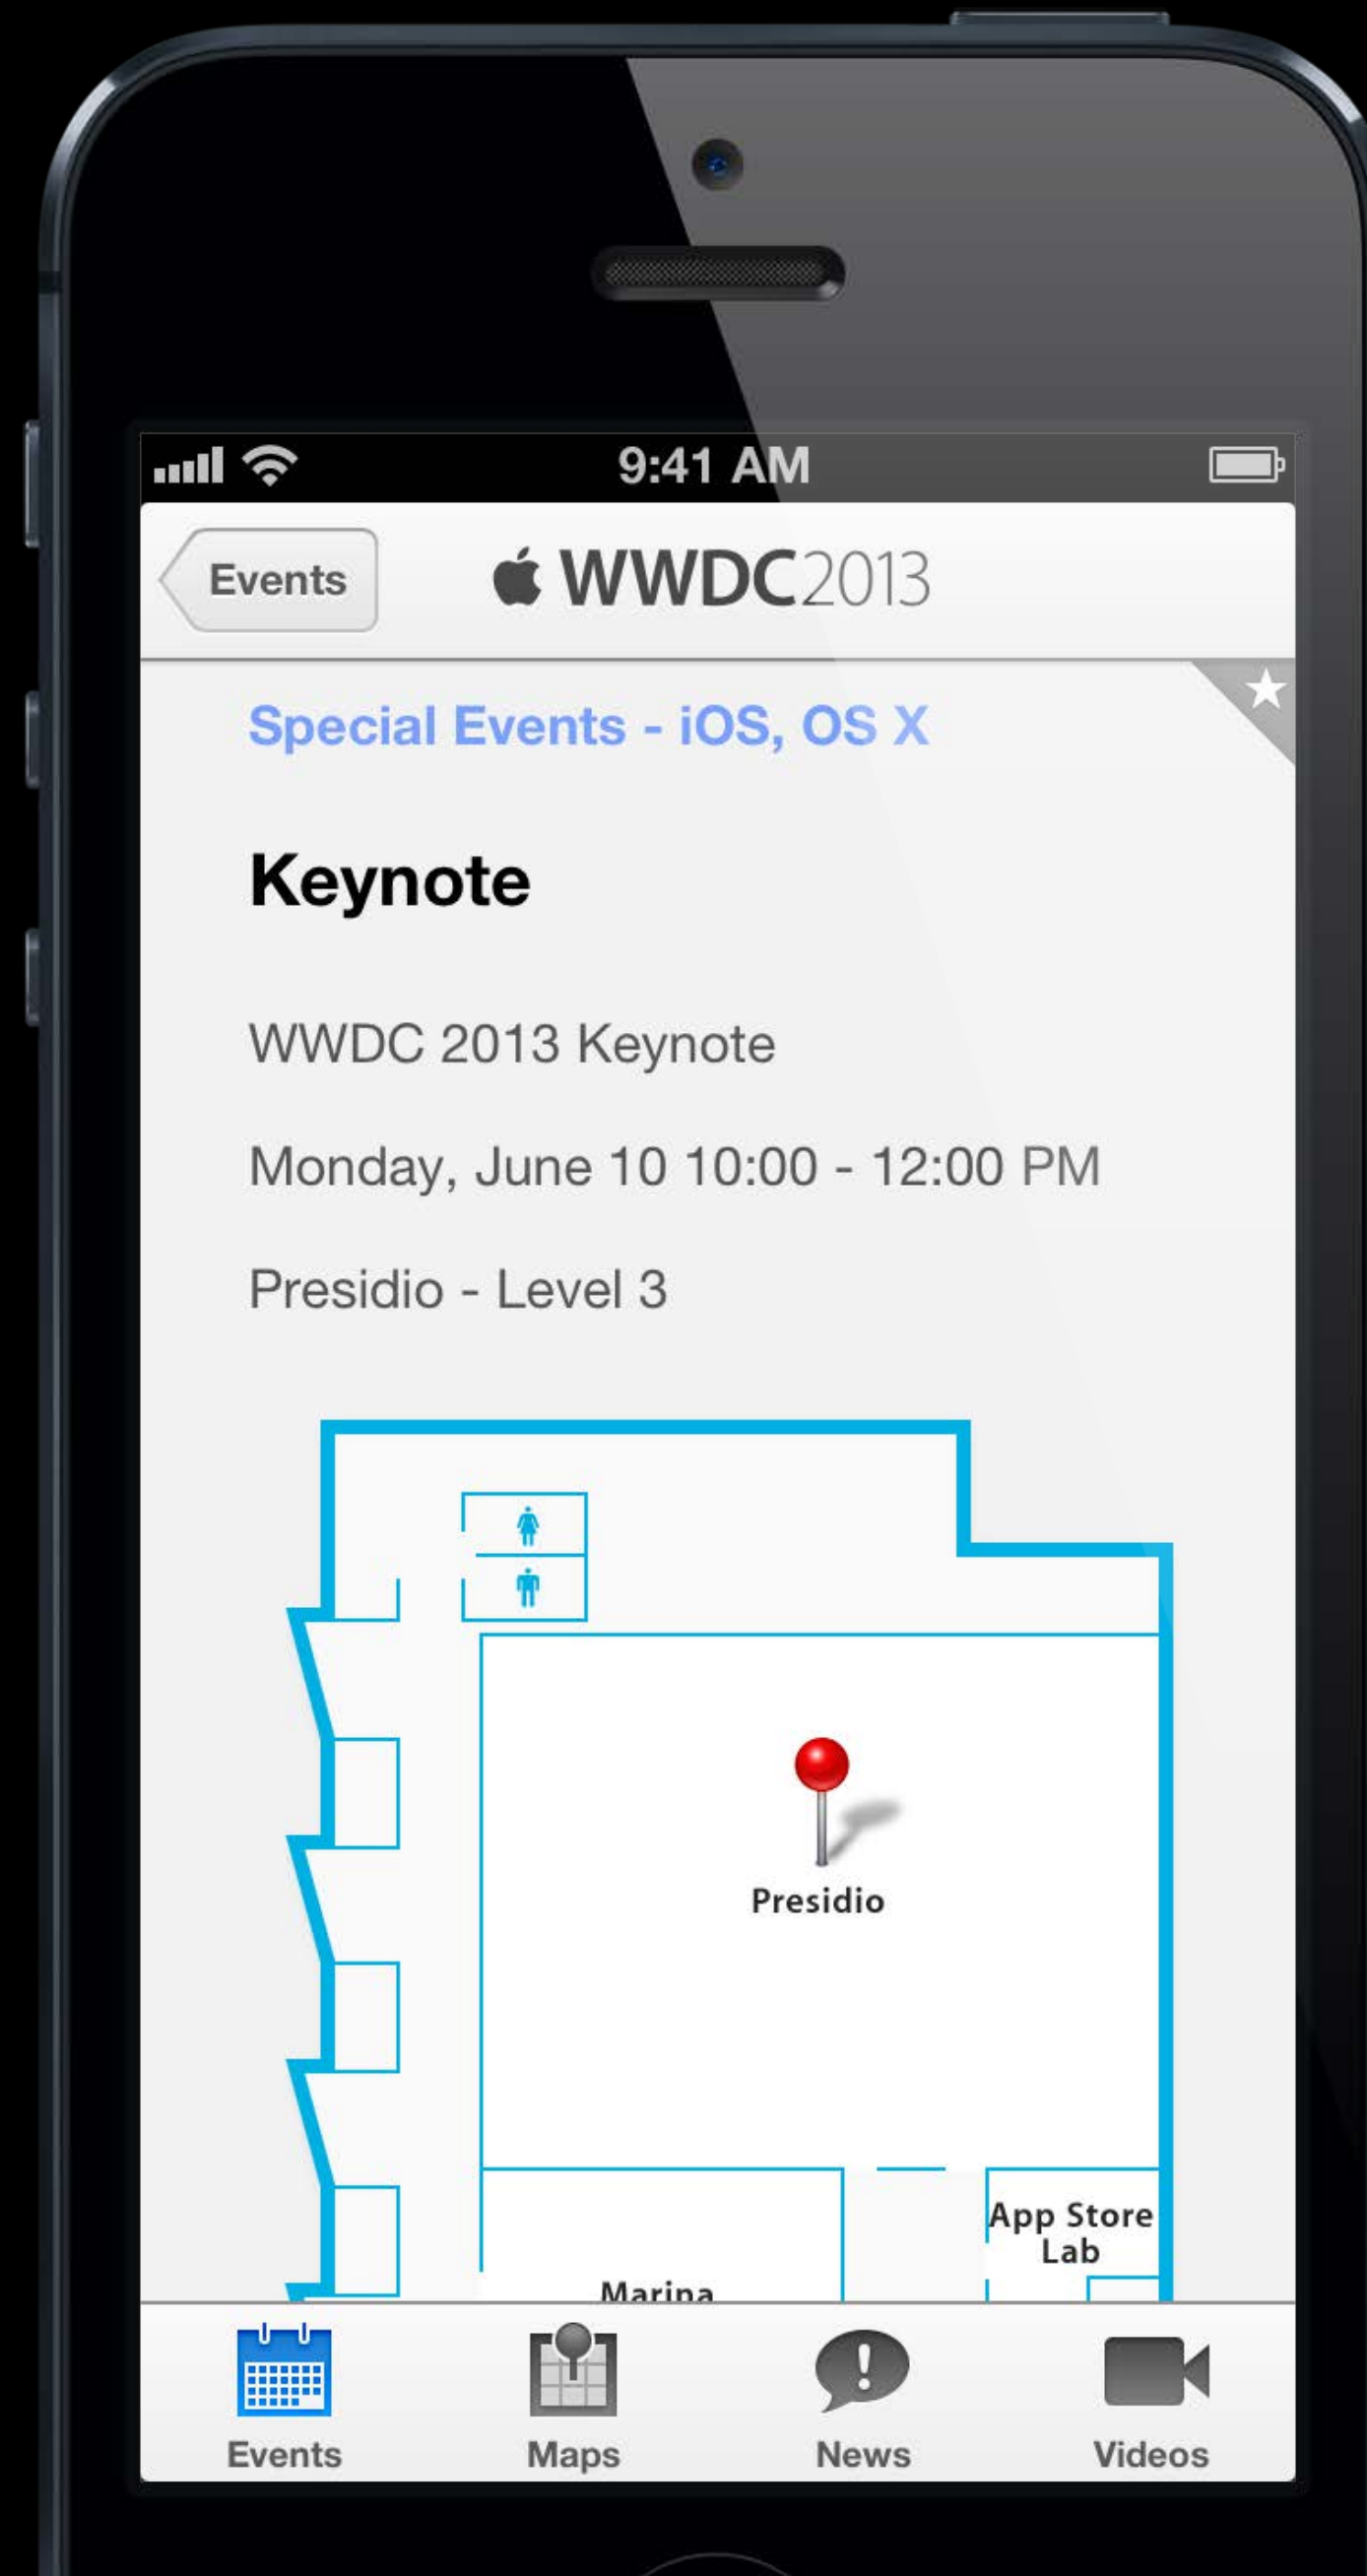 9:41 AM
Events
WWDC2013
Special Events - iOS, OS X
Keynote
WWDC 2013 Keynote
Monday, June 10 10:00 - 12:00 PM
Presidio - Level 3
Presidio
App Store
Lab
Marina
Events
Maps
News
Videos